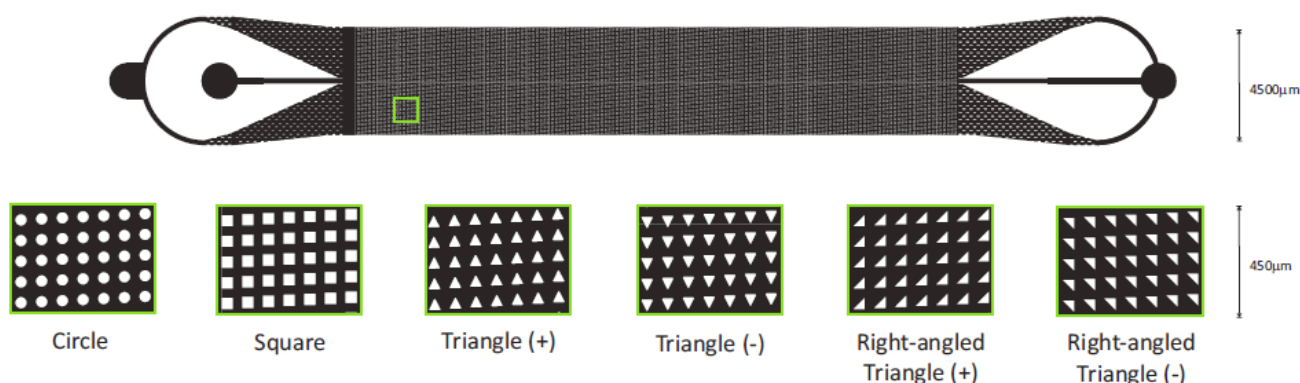 4500μm
450μm
Circle
Square
Triangle (+)
Triangle (-)
Right-angled
Triangle (+)
Right-angled
Triangle (-)